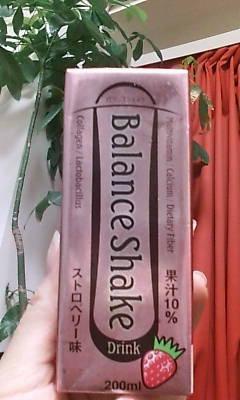 Balance Shake
Drink
Collagen / Lactobacillus
Multivitamin / Calcium / Dietary Fiber
ストロベリー味
果汁10%
200ml